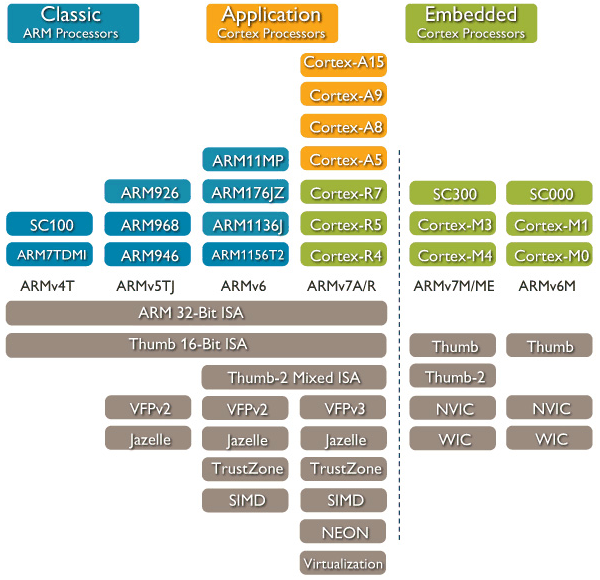 Classic
ARM Processors
Application
Cortex Processors
Embedded
Cortex Processors
Cortex-A15
Cortex-A9
Cortex-A8
ARM11MP
Cortex-A5
ARM926
ARM176JZ
Cortex-R7
SC300
SC000
SC100
ARM968
ARM1136J
Cortex-R5
Cortex-M3
Cortex-M1
ARM7TDMI
ARM946
ARM1156T2
Cortex-R4
Cortex-M4
Cortex-M0
ARMv4T
ARMv5TJ
ARMv6
ARMv7A/R
ARMv7M/ME
ARMv6M
ARM 32-Bit ISA
Thumb 16-Bit ISA
Thumb
Thumb
Thumb-2 Mixed ISA
Thumb-2
VFPv2
VFPv2
VFPv3
NVIC
NVIC
Jazelle
Jazelle
Jazelle
WIC
WIC
TrustZone
TrustZone
SIMD
SIMD
NEON
Virtualization